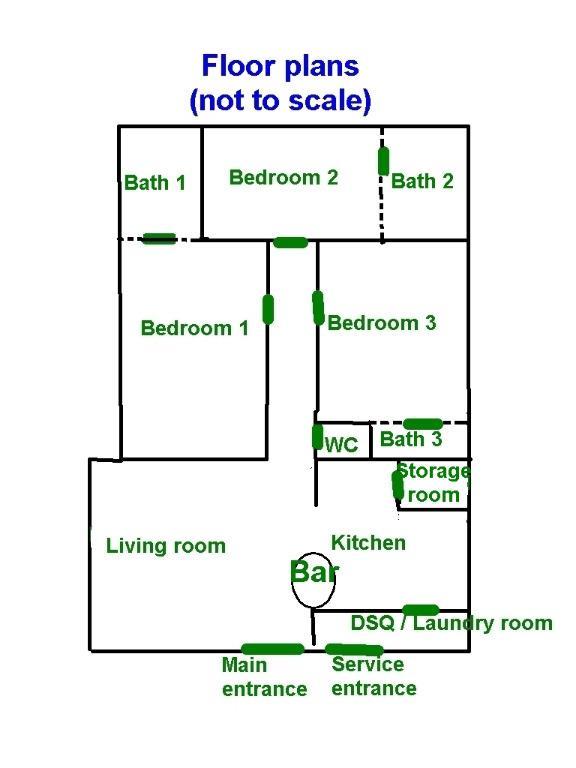 Floor plans
(not to scale)
Bath 1
Bedroom 2
Bath 2
Bedroom 1
Bedroom 3
WC
Bath 3
Storage
room
Living room
Kitchen
Bar
DSQ / Laundry room
Main
entrance
Service
entrance